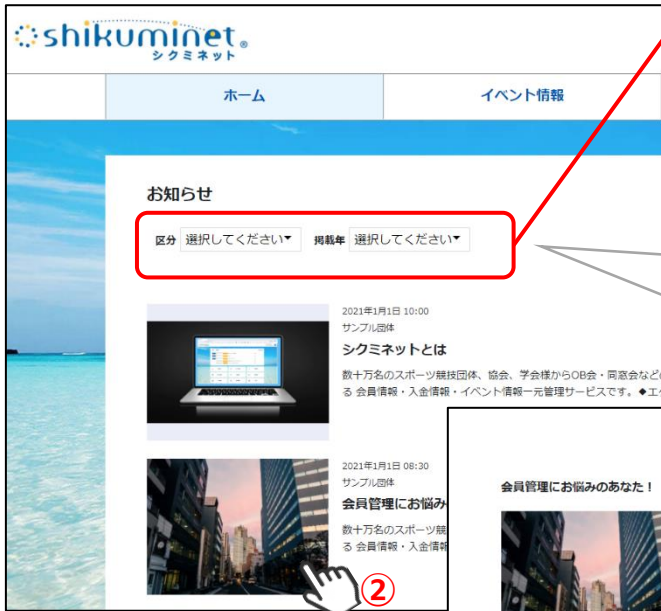 shikuminet®
シクミネット
ホーム
イベント情報
お知らせ
区分 選択してください▼ 掲載年 選択してください▼
2021年1月1日 10:00
サンプル団体
シクミネットとは
数十万名のスポーツ競技団体、協会、学会様からOB会・同窓会などの
る 会員情報・入金情報・イベント情報一元管理サービスです。◆エ
2021年1月1日 08:30
サンプル団体
会員管理にお悩み
数十万名のスポーツ競
る 会員情報・入金情報
会員管理にお悩みのあなた！
②